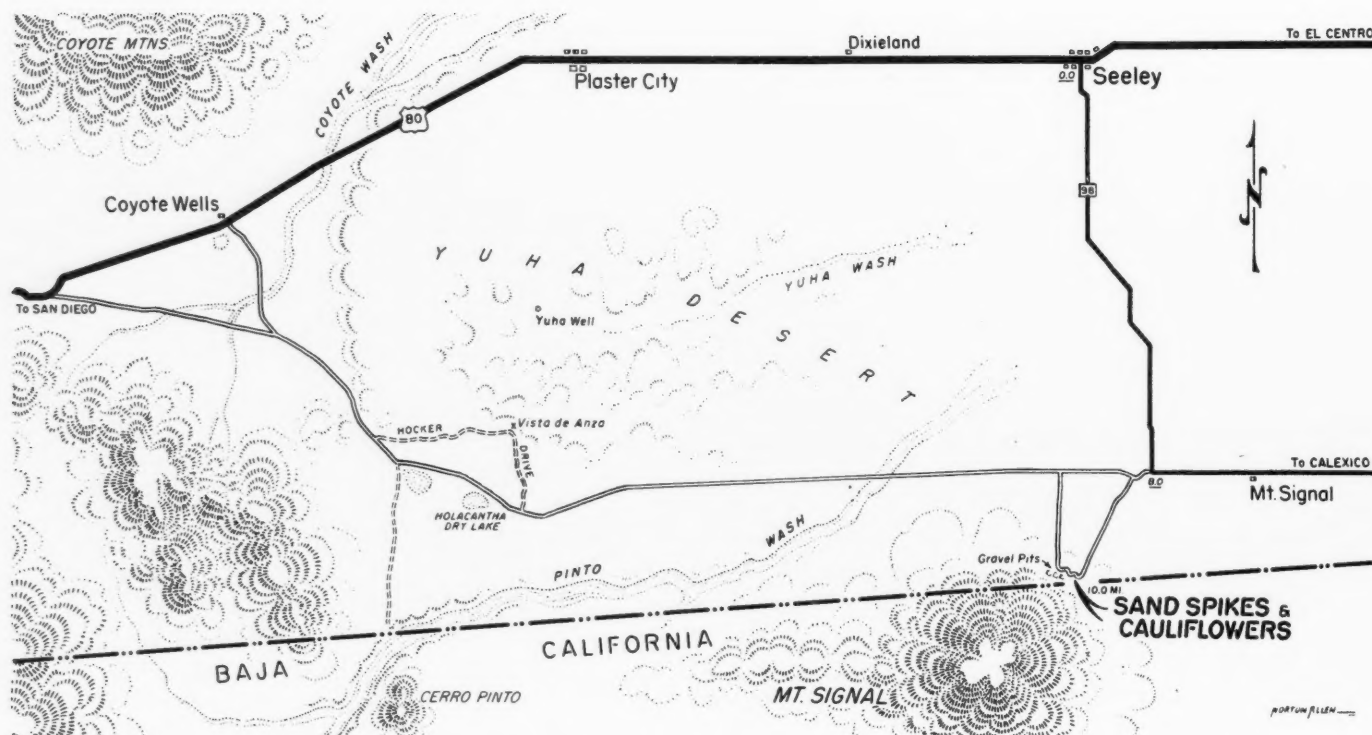 COYOTE MTNS.
COYOTE WASH
Dixieland
To EL CENTRO
Plaster City
0.0
Seeley
80
98
Coyote Wells
YUHA DESERT
YUHA WASH
Yuha Well
To SAN DIEGO
HOCKER DRIVE
Vista de Anza
To CALEXICO
8.0
Mt. Signal
HOLACANTHA
DRY LAKE
PINTO WASH
Gravel Pits
10.0 MI.
SAND SPIKES &
CAULIFLOWERS
BAJA CALIFORNIA
CERRO PINTO
MT. SIGNAL
NORTON ALLEN
N